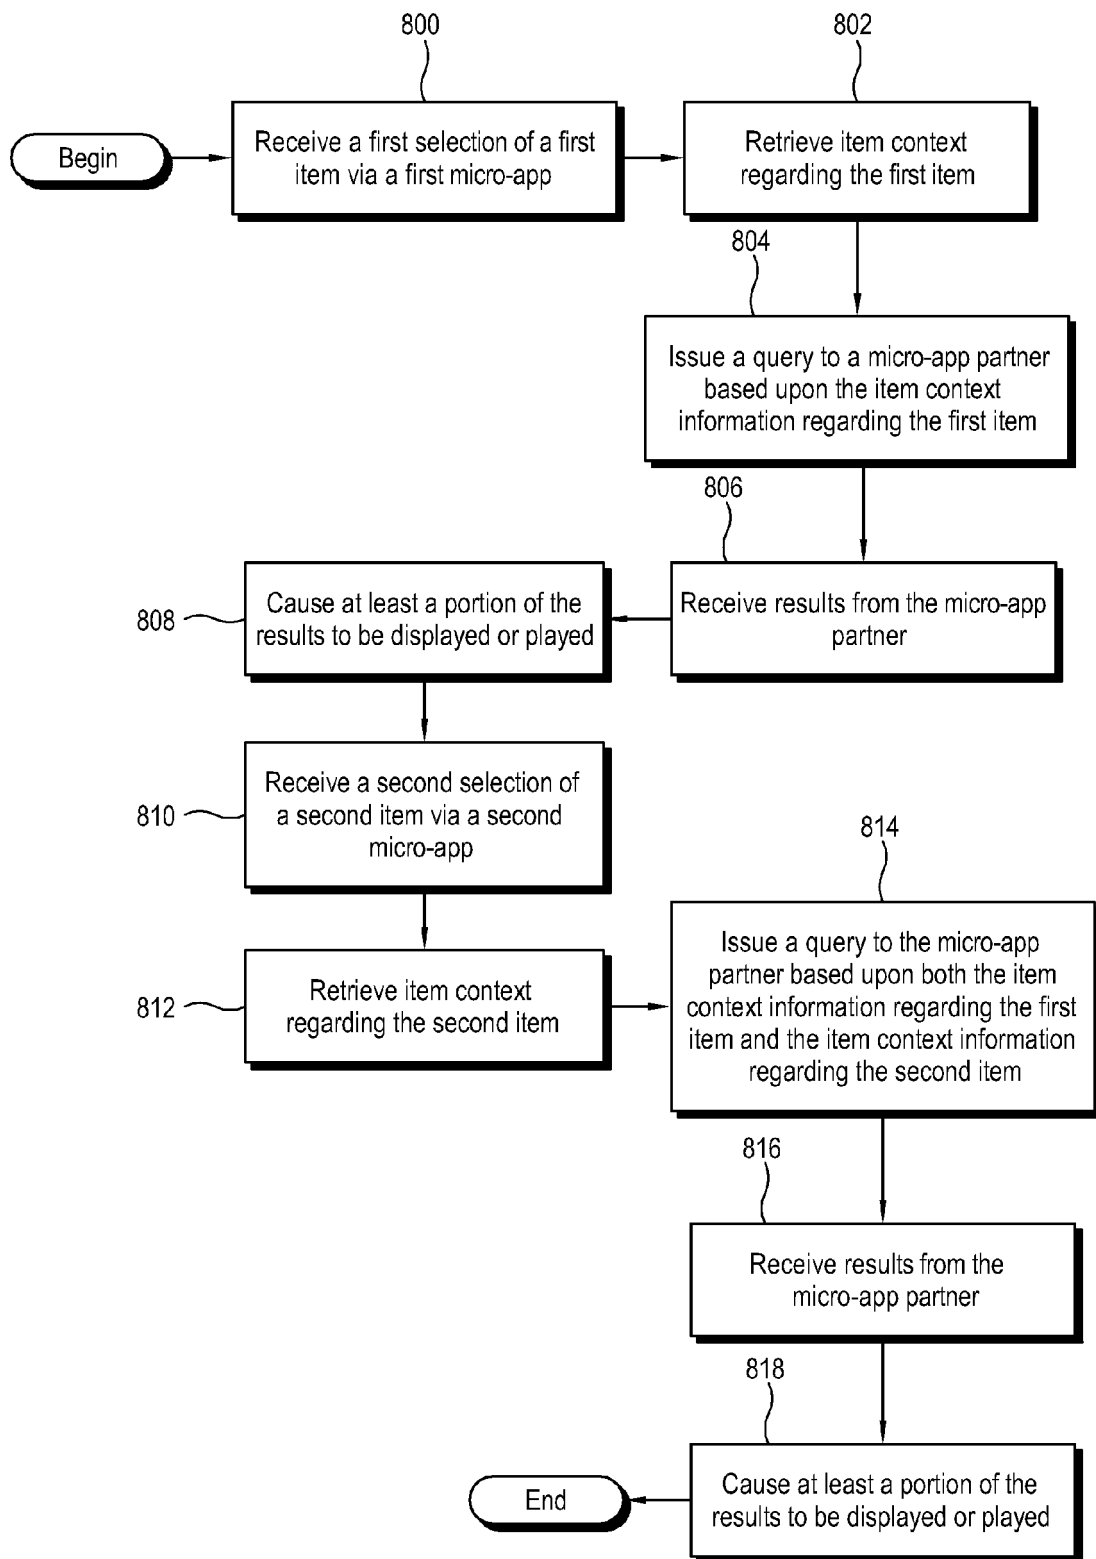 800
802
Begin
Receive a first selection of a first
item via a first micro-app
Retrieve item context
regarding the first item
804
Issue a query to a micro-app partner
based upon the item context
information regarding the first item
806
808
Cause at least a portion of the
results to be displayed or played
Receive results from the micro-app
partner
810
Receive a second selection of
a second item via a second
micro-app
814
812
Retrieve item context
regarding the second item
Issue a query to the micro-app
partner based upon both the item
context information regarding the first
item and the item context information
regarding the second item
816
Receive results from the
micro-app partner
818
End
Cause at least a portion of the
results to be displayed or played